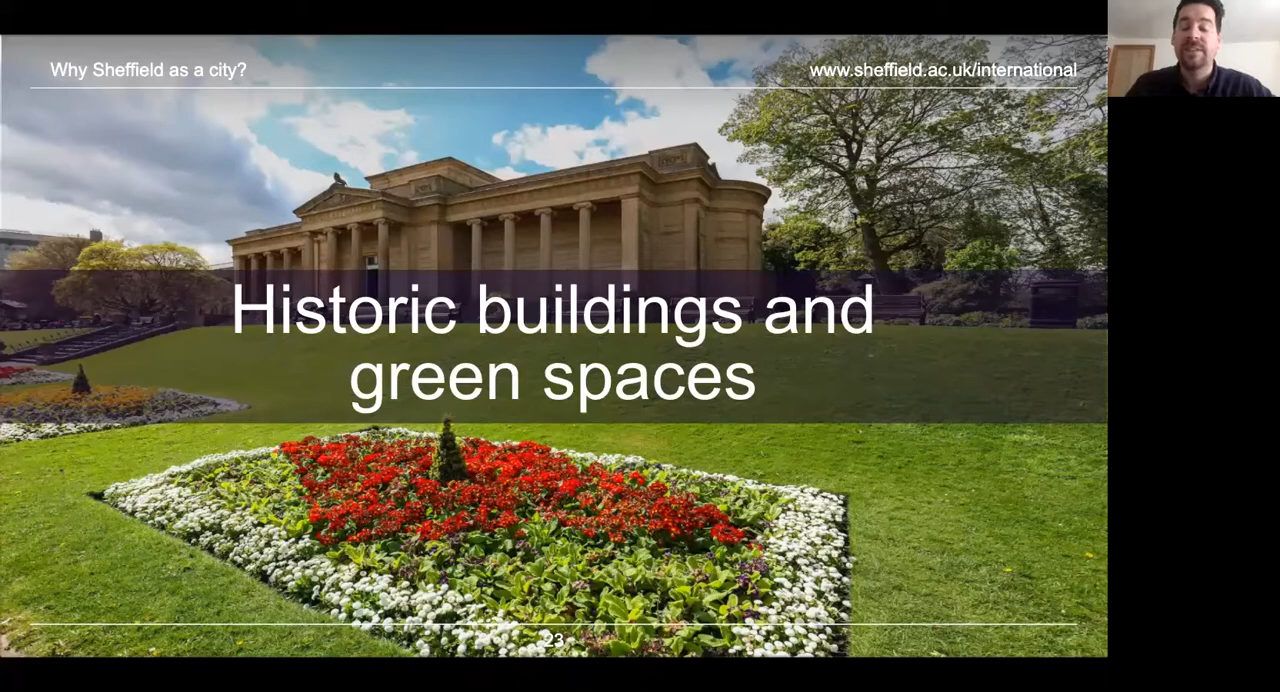 Why Sheffield as a city?
www.sheffield.ac.uk/international
Historic buildings and
green spaces
23